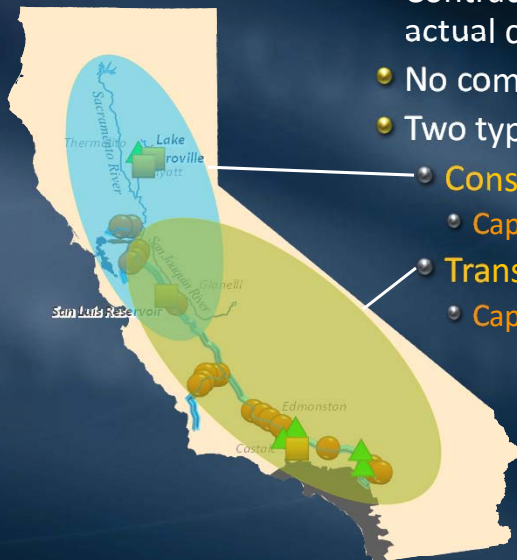 actual c
No com
Two typ
Cons
Cap
Trans
Cap
Sacramento River
Thermalito
Lake
Oroville
Hyatt
San Joaquin River
Gianelli
San Luis Reservoir
Edmonston
Castaic